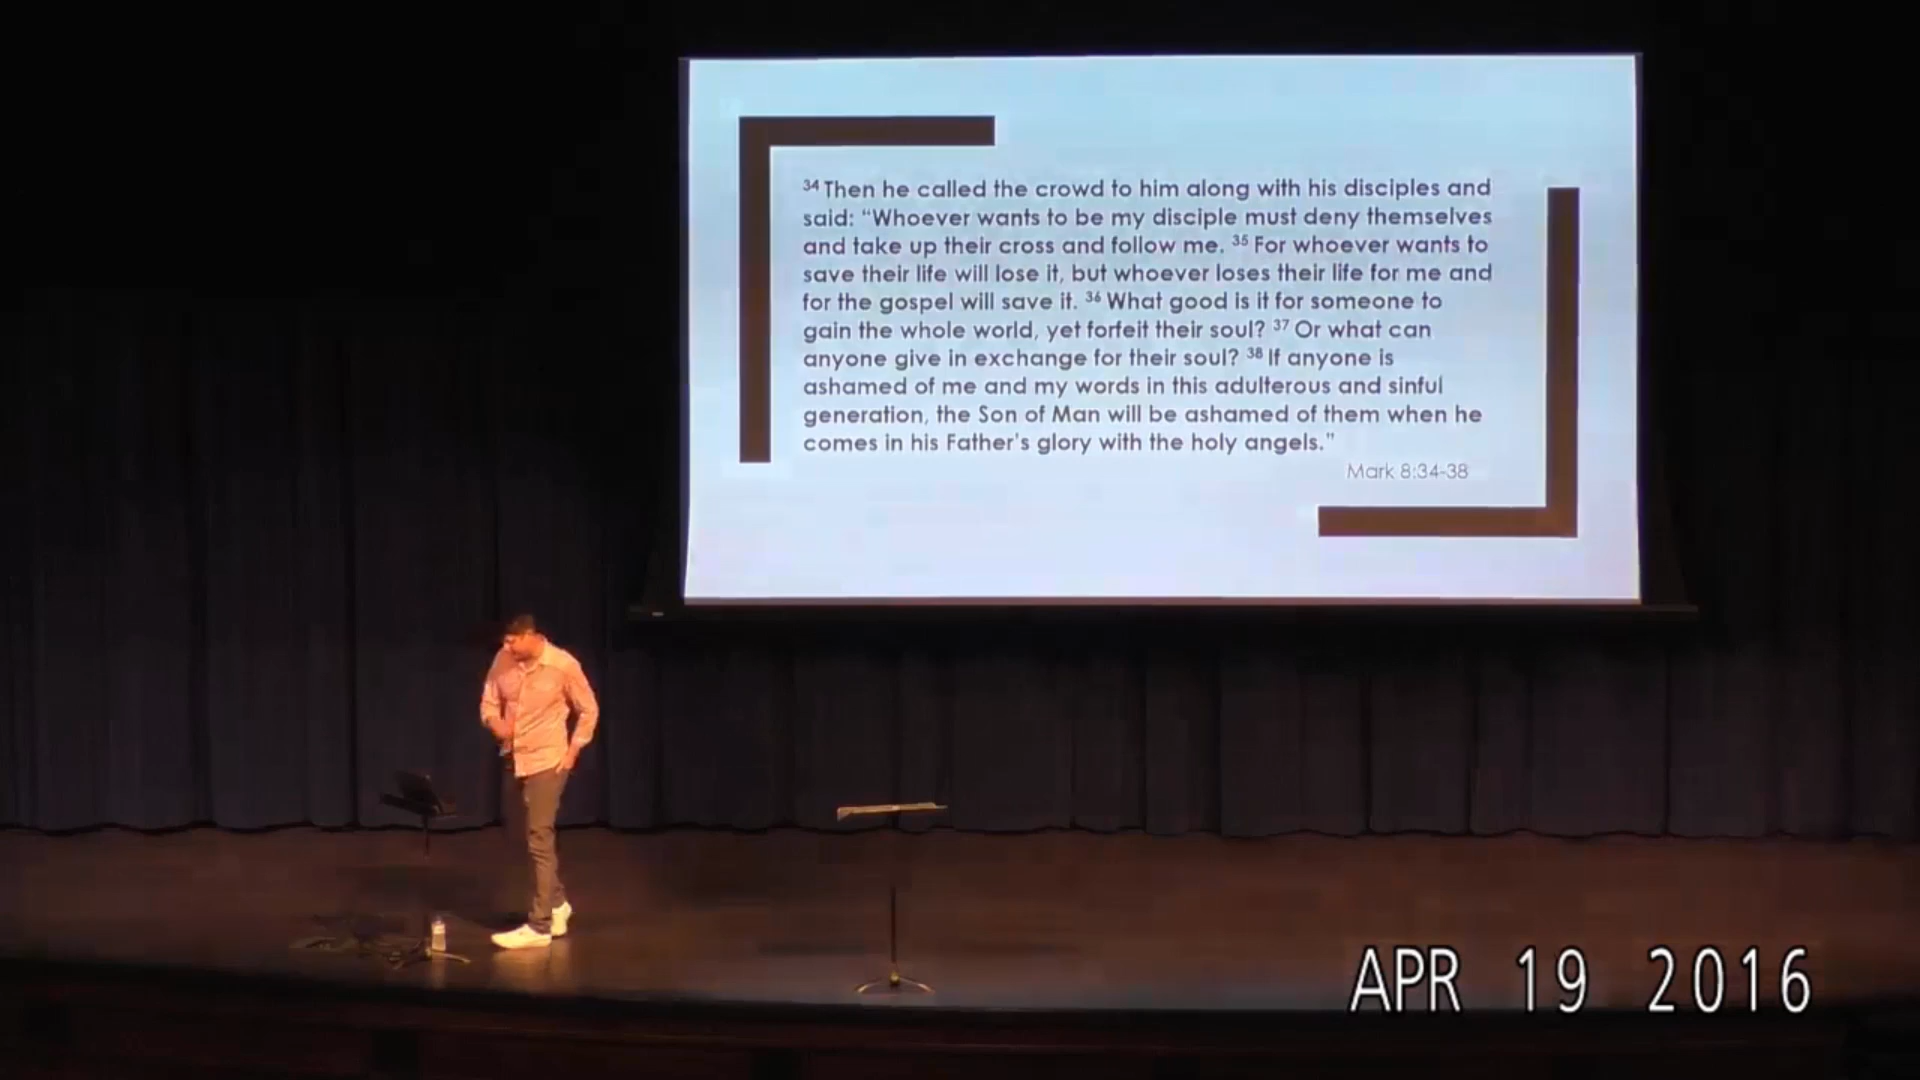 34 Then he called the crowd to him along with his disciples and
said: “Whoever wants to be my disciple must deny themselves
and take up their cross and follow me. 35 For whoever wants to
save their life will lose it, but whoever loses their life for me and
for the gospel will save it. 36 What good is it for someone to
gain the whole world, yet forfeit their soul? 37 Or what can
anyone give in exchange for their soul? 38 If anyone is
ashamed of me and my words in this adulterous and sinful
generation, the Son of Man will be ashamed of them when he
comes in his Father's glory with the holy angels.”
Mark 8:34-38
APR 19 2016